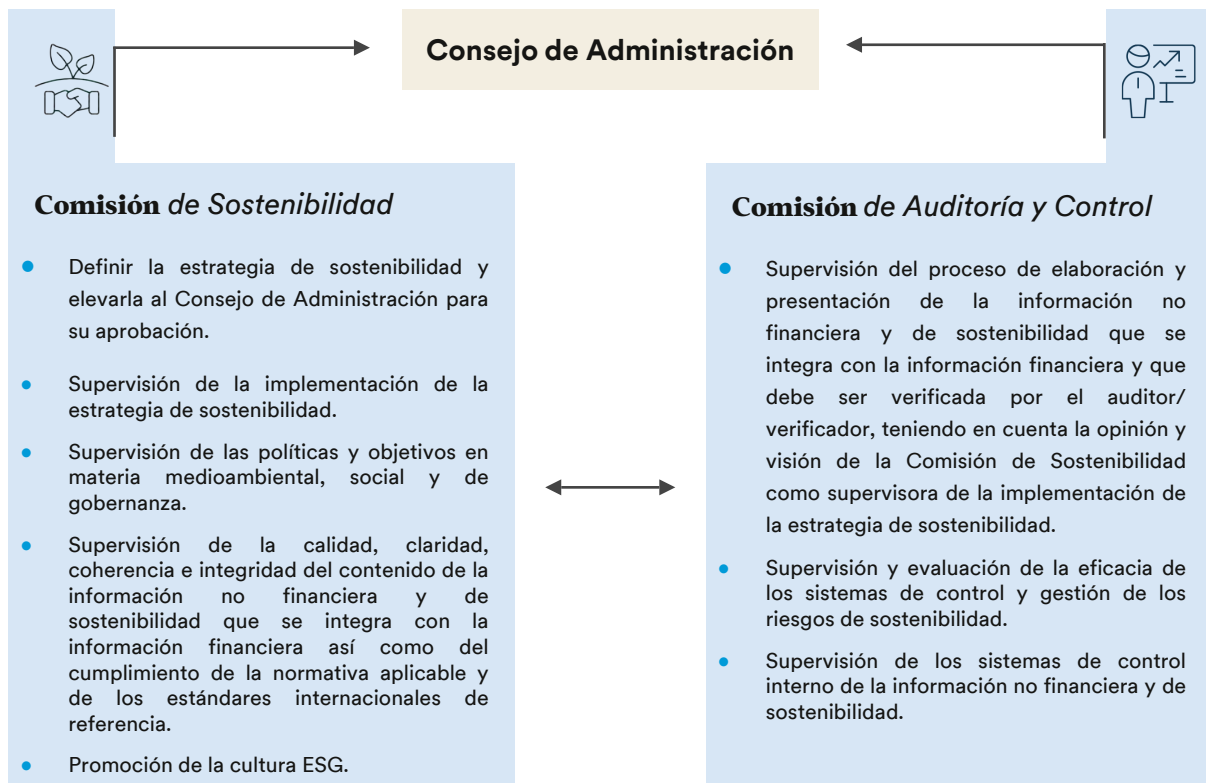 Consejo de Administración
Comisión de Sostenibilidad
Definir la estrategia de sostenibilidad y
elevarla al Consejo de Administración para
su aprobación.
Supervisión de la implementación de la
estrategia de sostenibilidad.
Supervisión de las políticas y objetivos en
materia medioambiental, social y de
gobernanza.
Supervisión de la calidad, claridad,
coherencia e integridad del contenido de la
información no financiera y de
sostenibilidad que se integra con la
información financiera así como del
cumplimiento de la normativa aplicable y
de los estándares internacionales de
referencia.
Promoción de la cultura ESG.
Comisión de Auditoría y Control
Supervisión del proceso de elaboración y
presentación de la información no
financiera y de sostenibilidad que se
integra con la información financiera y que
debe ser verificada por el auditor/
verificador, teniendo en cuenta la opinión y
visión de la Comisión de Sostenibilidad
como supervisora de la implementación de
la estrategia de sostenibilidad.
Supervisión y evaluación de la eficacia de
los sistemas de control y gestión de los
riesgos de sostenibilidad.
Supervisión de los sistemas de control
interno de la información no financiera y de
sostenibilidad.